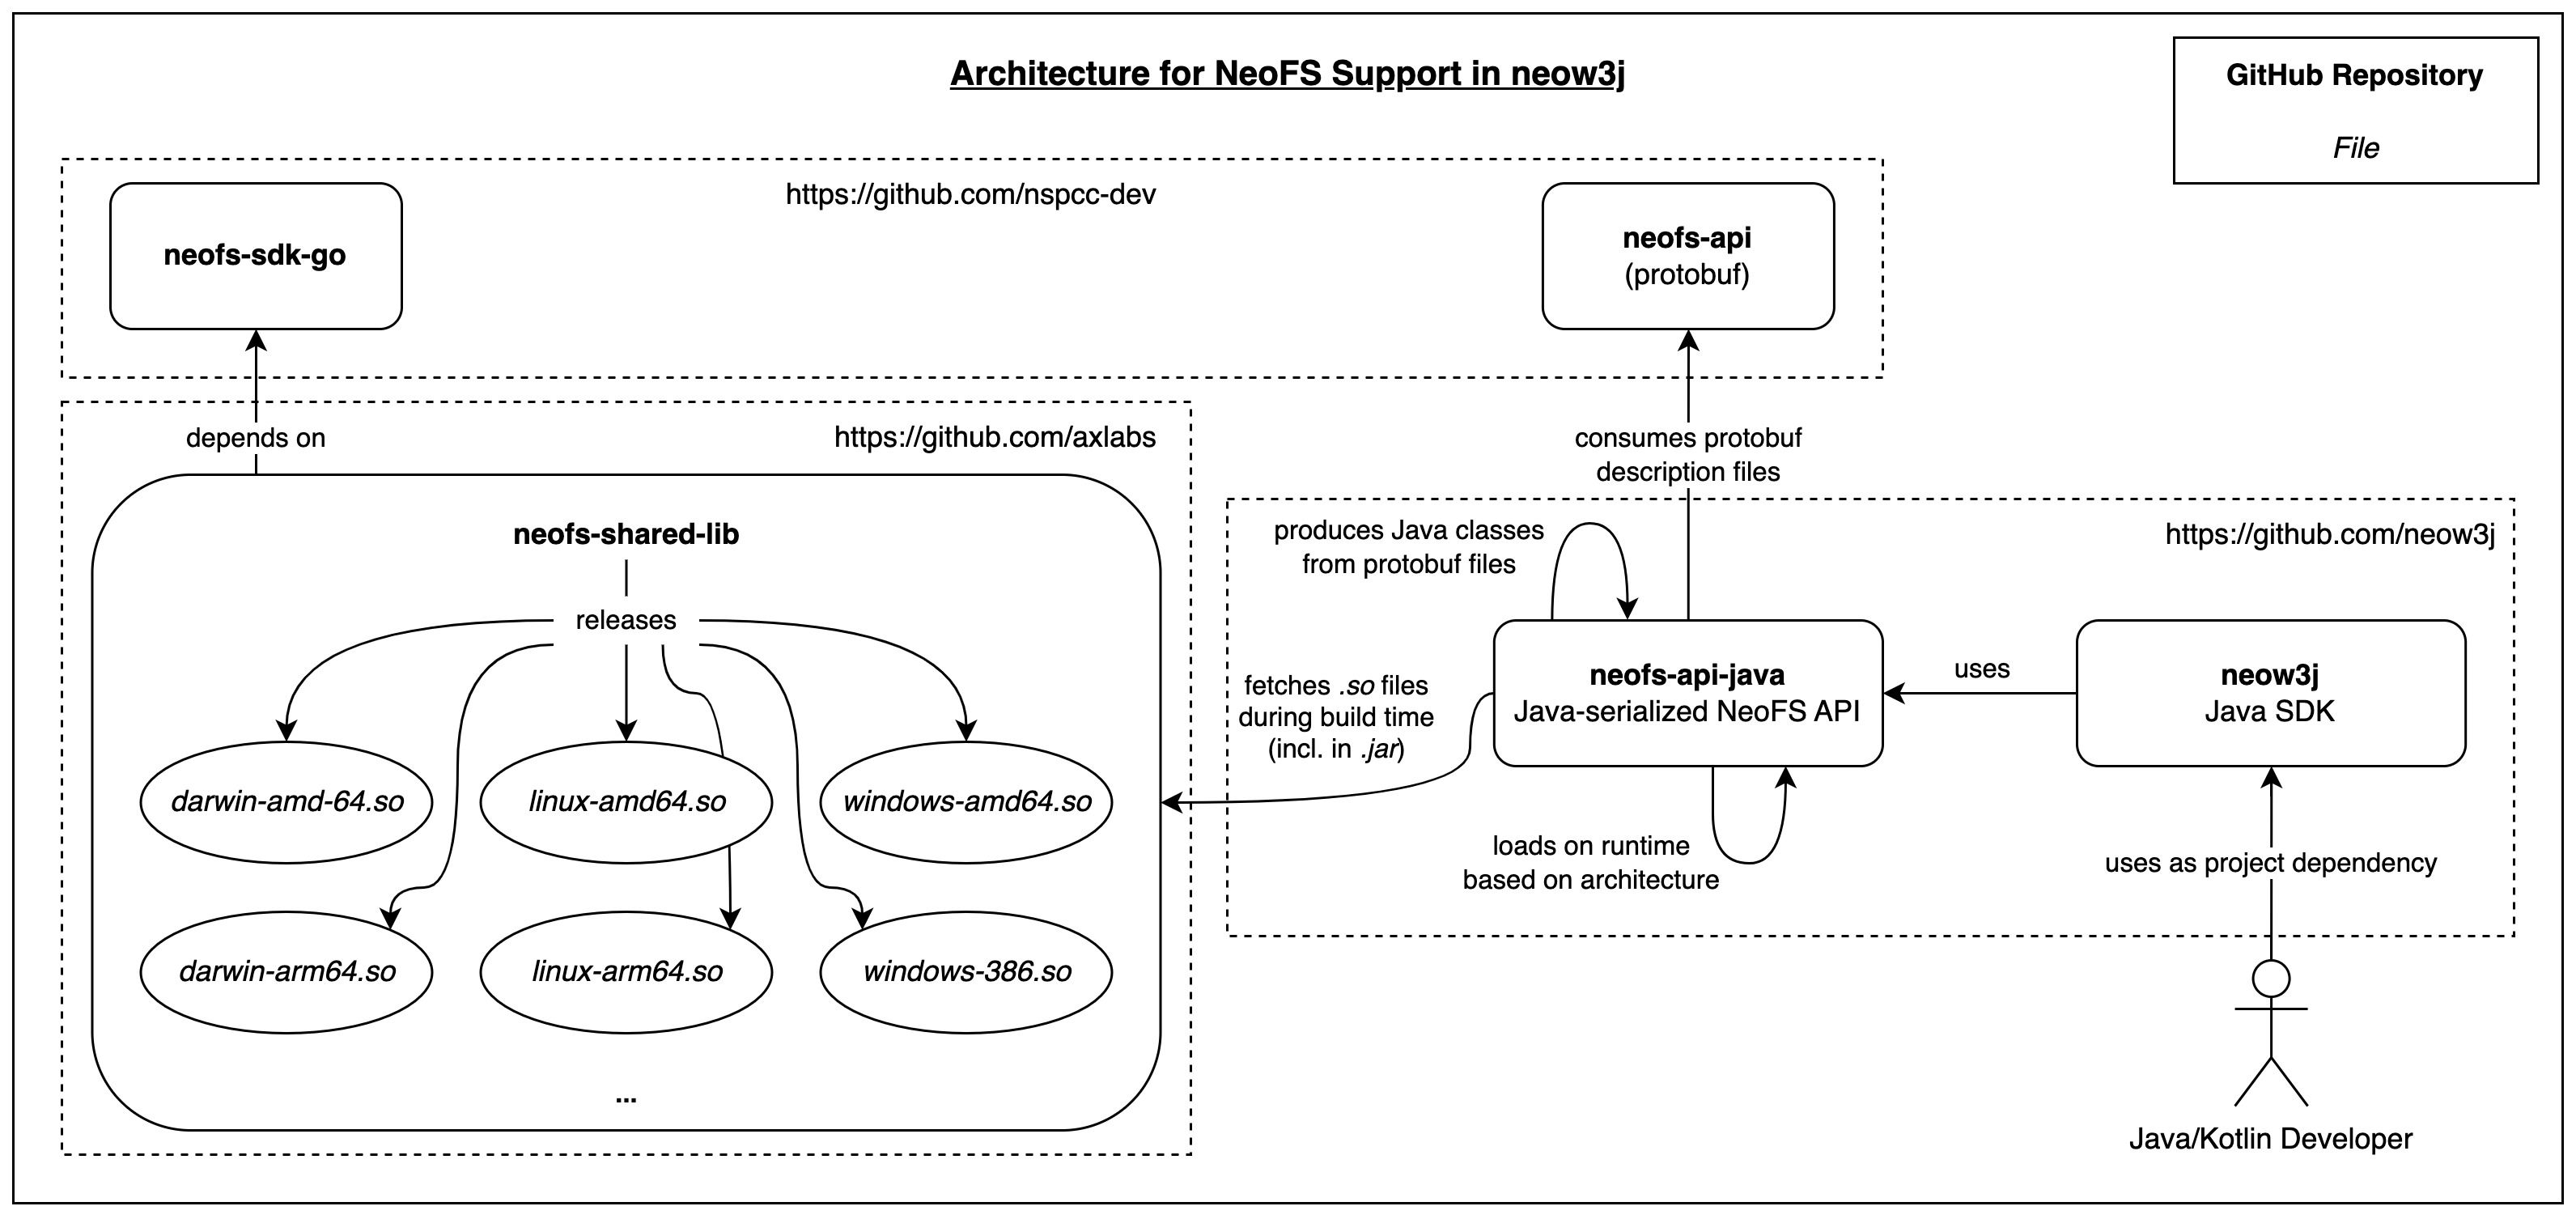 Architecture for NeoFS Support in neow3j
GitHub Repository
File
https://github.com/nspcc-dev
neofs-sdk-go
neofs-api
(protobuf)
depends on
https://github.com/axlabs
consumes protobuf
description files
neofs-shared-lib
releases
darwin-amd-64.so
linux-amd64.so
windows-amd64.so
darwin-arm64.so
linux-arm64.so
windows-386.so
...
https://github.com/neow3j
produces Java classes
from protobuf files
fetches .so files
during build time
(incl. in .jar)
neofs-api-java
Java-serialized NeoFS API
uses
neow3j
Java SDK
loads on runtime
based on architecture
uses as project dependency
Java/Kotlin Developer